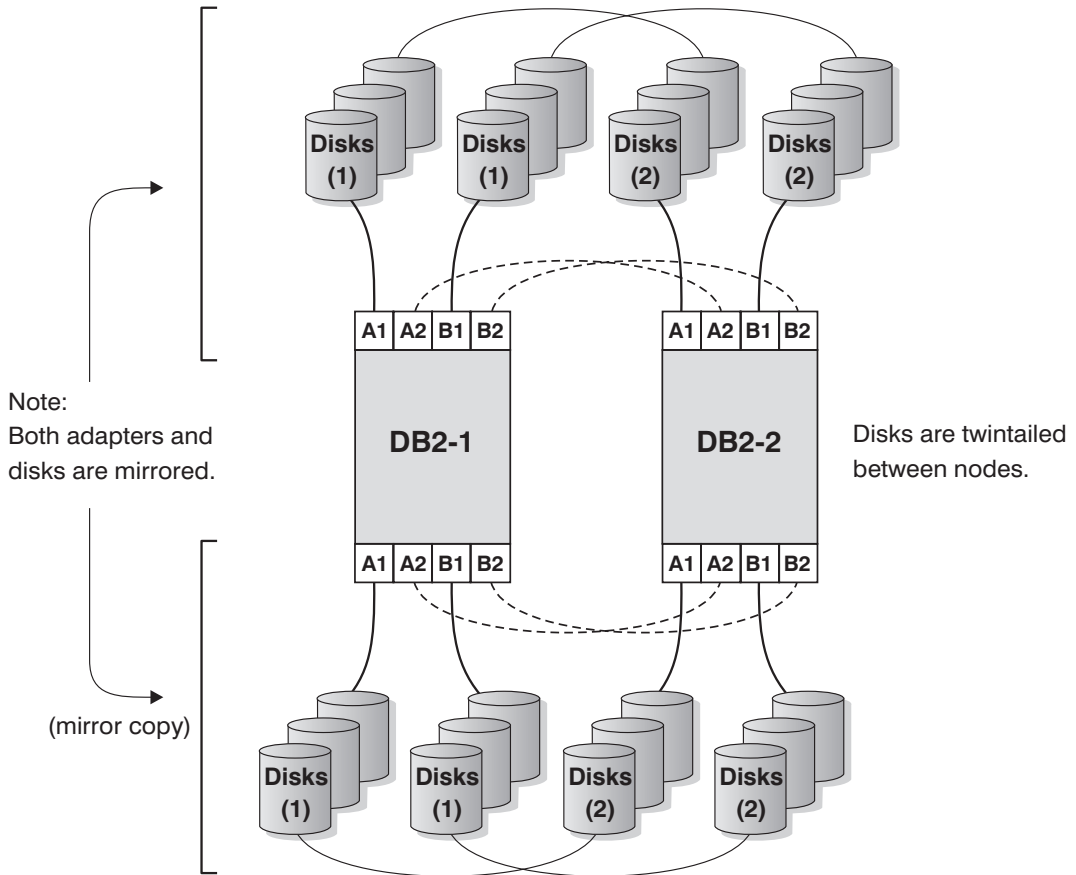 Disks
(1)
Disks
(1)
Disks
(2)
Disks
(2)
A1 A2 B1 B2
A1 A2 B1 B2
Note:
Both adapters and
disks are mirrored.
DB2-1
DB2-2
Disks are twintailed
between nodes.
A1 A2 B1 B2
A1 A2 B1 B2
(mirror copy)
Disks
(1)
Disks
(1)
Disks
(2)
Disks
(2)